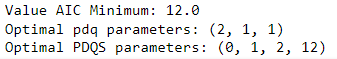 Value AIC Minimum: 12.0
Optimal pdq parameters: (2, 1, 1)
Optimal PDQS parameters: (0, 1, 2, 12)